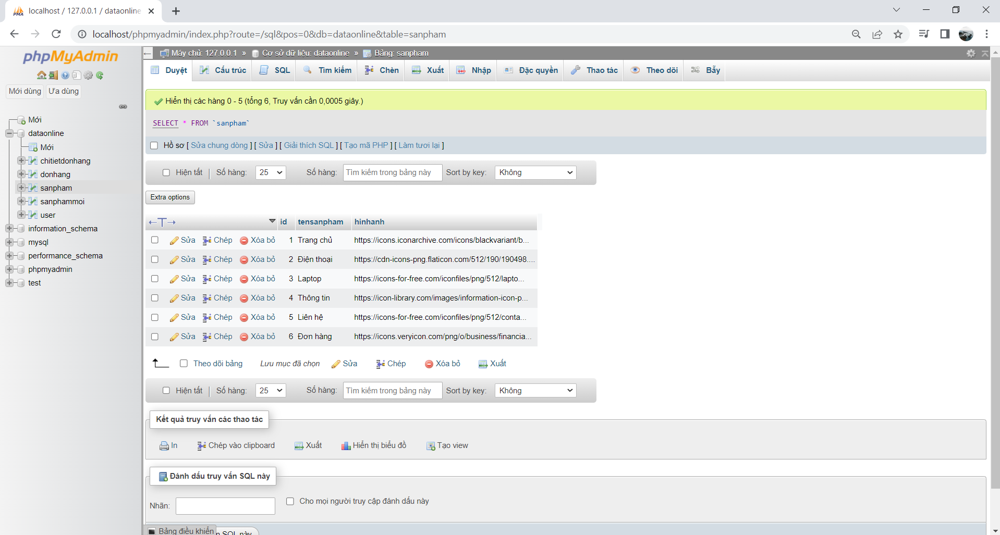 localhost / 127.0.0.1 / dataonline
localhost/phpmyadmin/index.php?route=/sql&pos=0&db=dataonline&table=sanpham
phpMyAdmin
Mới dùng Ưa dùng
Mới
dataonline
Mới
chitietdonhang
donhang
sanpham
sanphammoi
user
information_schema
mysql
performance_schema
phpmyadmin
test
Máy chủ: 127.0.0.1 » Cơ sở dữ liệu: dataonline » Bảng: sanpham
Duyệt Cấu trúc SQL Tìm kiếm Chèn Xuất Nhập Đặc quyền Thao tác Theo dõi Bẫy
Hiển thị các hàng 0 - 5 (tổng 6, Truy vấn cần 0,0005 giây.)
SELECT * FROM `sanpham`
Hồ sơ [ Sửa chung dòng ] [ Sửa ] [ Giải thích SQL ] [ Tạo mã PHP ] [ Làm tươi lại ]
Hiện tất | Số hàng: 25 Số hàng: Tìm kiếm trong bảng này Sort by key: Không
Extra options
←T→ id tensanpham hinhanh
Sửa Chép Xóa bỏ 1 Trang chủ https://icons.iconarchive.com/icons/blackvariant/b...
Sửa Chép Xóa bỏ 2 Điện thoại https://cdn-icons-png.flaticon.com/512/190/190498....
Sửa Chép Xóa bỏ 3 Laptop https://icons-for-free.com/iconfiles/png/512/lapto...
Sửa Chép Xóa bỏ 4 Thông tin https://icon-library.com/images/information-icon-p...
Sửa Chép Xóa bỏ 5 Liên hệ https://icons-for-free.com/iconfiles/png/512/conta...
Sửa Chép Xóa bỏ 6 Đơn hàng https://icons.veryicon.com/png/o/business/financia...
Theo dõi bảng Lưu mục đã chọn Sửa Chép Xóa bỏ Xuất
Hiện tất | Số hàng: 25 Số hàng: Tìm kiếm trong bảng này Sort by key: Không
Kết quả truy vấn các thao tác
In Chép vào clipboard Xuất Hiển thị biểu đồ Tạo view
Đánh dấu truy vấn SQL này
Nhãn: Cho mọi người truy cập đánh dấu này
Bảng điều khiển n SQL này